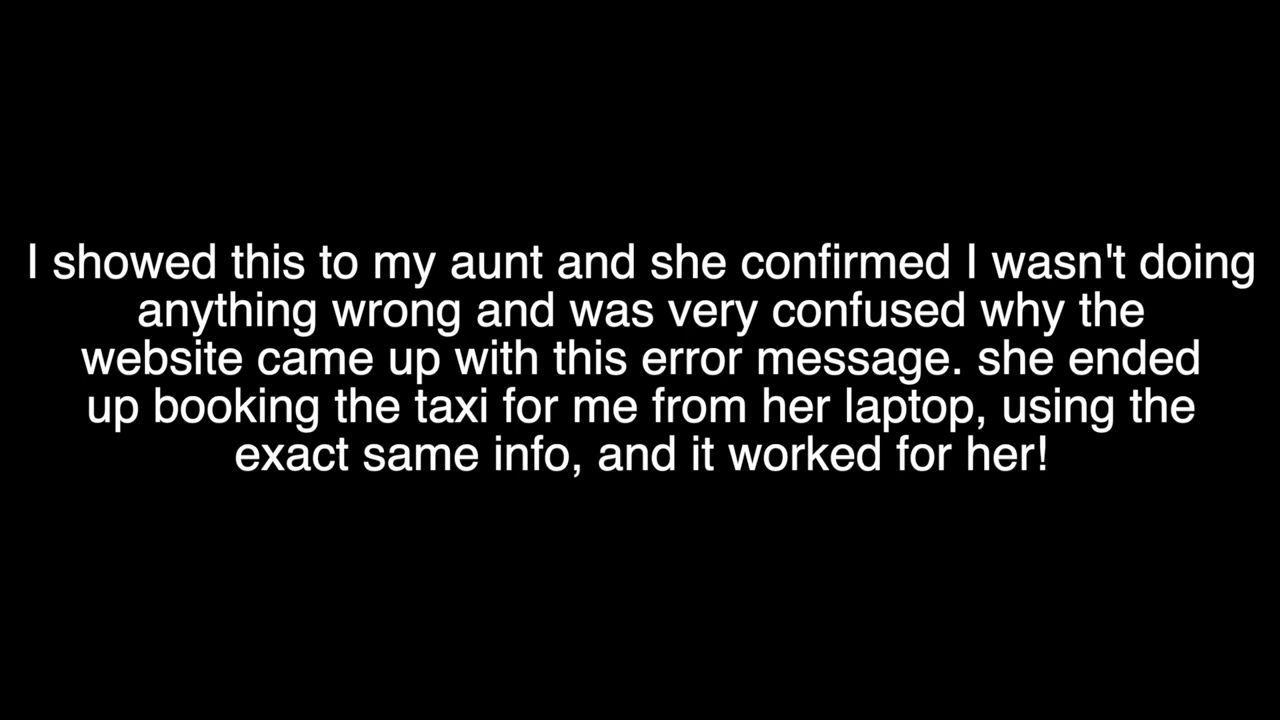 I showed this to my aunt and she confirmed I wasn't doing
anything wrong and was very confused why the
website came up with this error message. she ended
up booking the taxi for me from her laptop, using the
exact same info, and it worked for her!